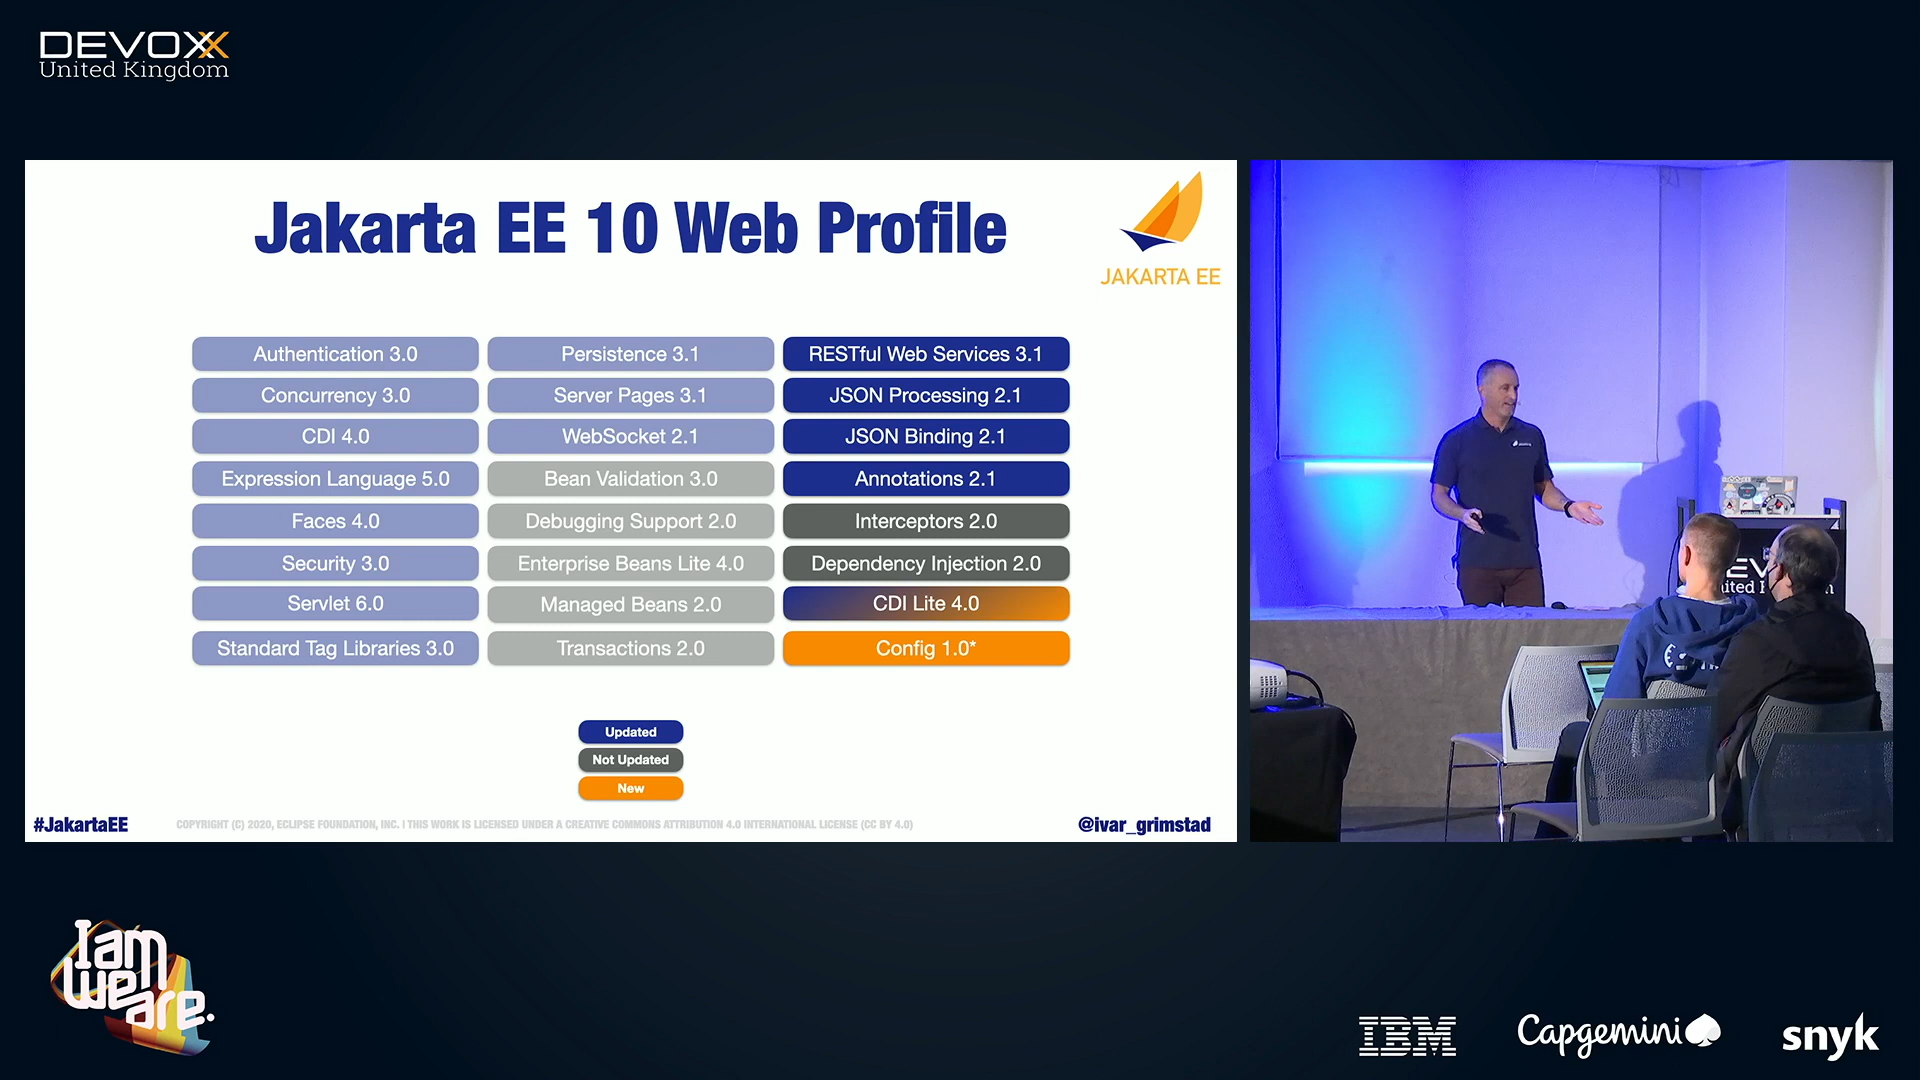 DEVOXX
United Kingdom
Jakarta EE 10 Web Profile
JAKARTA EE
Authentication 3.0
Concurrency 3.0
CDI 4.0
Expression Language 5.0
Faces 4.0
Security 3.0
Servlet 6.0
Standard Tag Libraries 3.0
Persistence 3.1
Server Pages 3.1
WebSocket 2.1
Bean Validation 3.0
Debugging Support 2.0
Enterprise Beans Lite 4.0
Managed Beans 2.0
Transactions 2.0
RESTful Web Services 3.1
JSON Processing 2.1
JSON Binding 2.1
Annotations 2.1
Interceptors 2.0
Dependency Injection 2.0
CDI Lite 4.0
Config 1.0*
Updated
Not Updated
New
#JakartaEE
COPYRIGHT (C) 2020, ECLIPSE FOUNDATION, INC. | THIS WORK IS LICENSED UNDER A CREATIVE COMMONS ATTRIBUTION 4.0 INTERNATIONAL LICENSE (CC BY 4.0)
@ivar_grimstad
I am
we
are.
IBM
Capgemini
snyk